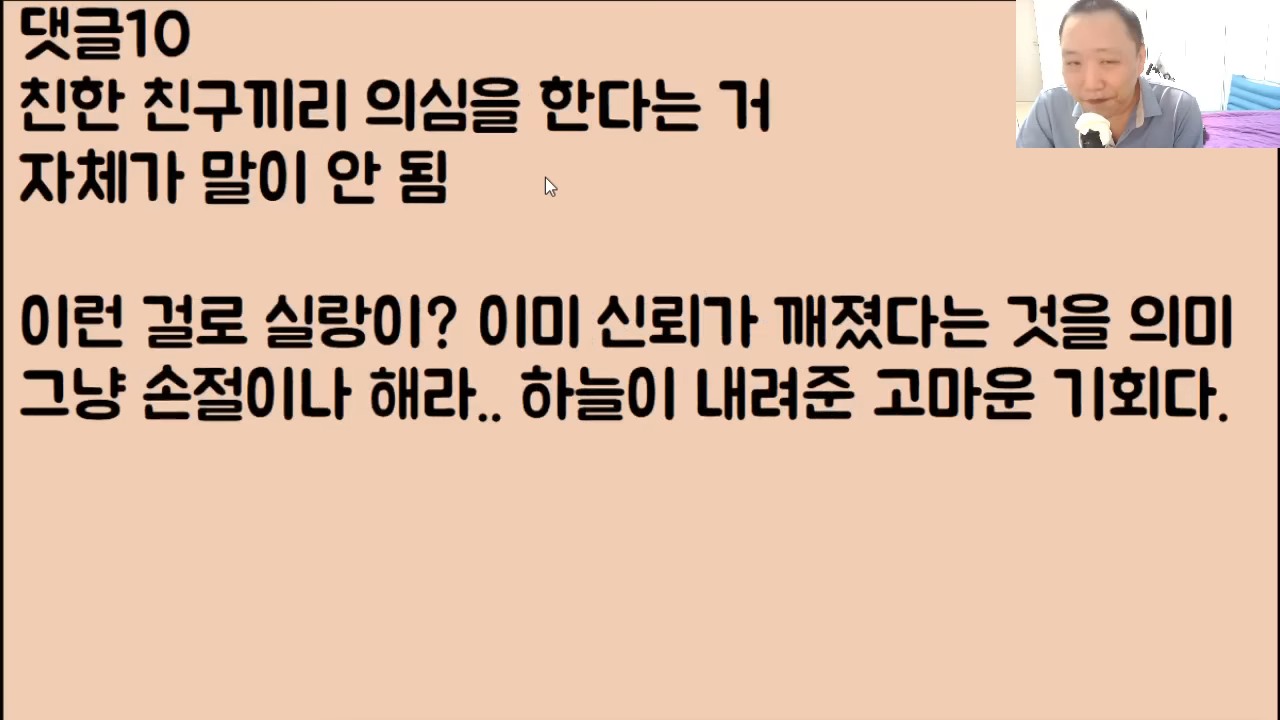 댓글10
친한 친구끼리 의심을 한다는 거
자체가 말이 안 됨
이런 걸로 실랑이? 이미 신뢰가 깨졌다는 것을 의미
그냥 손절이나 해라.. 하늘이 내려준 고마운 기회다.